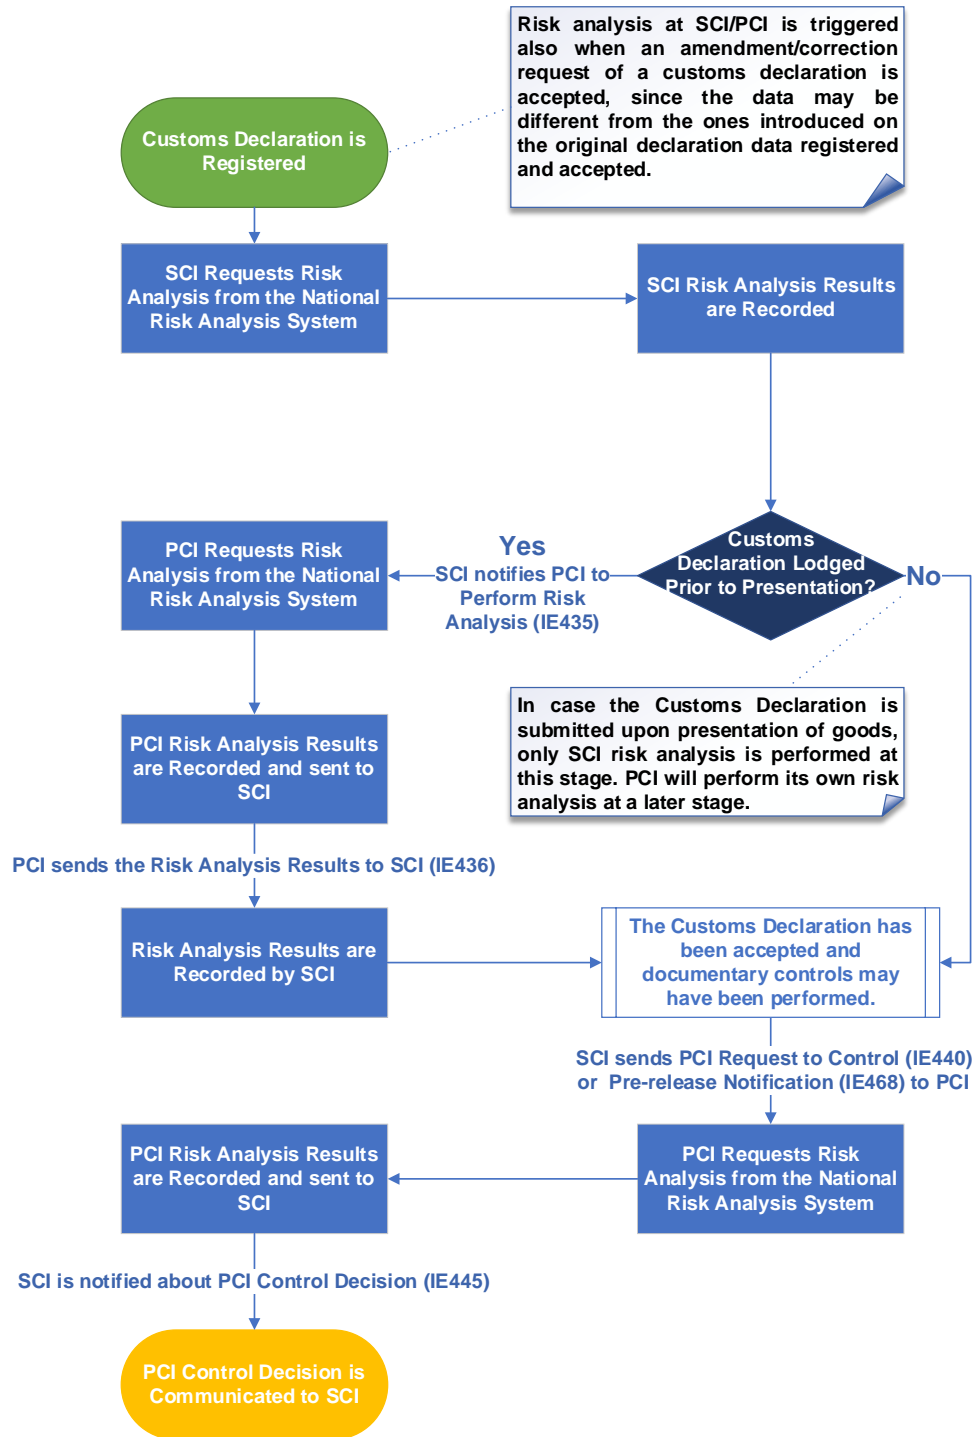 Risk analysis at SCI/PCI is triggered
also when an amendment/correction
request of a customs declaration is
accepted, since the data may be
different from the ones introduced on
the original declaration data registered
and accepted.
Customs Declaration is
Registered
SCI Requests Risk
Analysis from the National
Risk Analysis System
SCI Risk Analysis Results
are Recorded
Customs
Declaration Lodged
Prior to Presentation?
Yes
SCI notifies PCI to
Perform Risk
Analysis (IE435)
No
PCI Requests Risk
Analysis from the National
Risk Analysis System
In case the Customs Declaration is
submitted upon presentation of goods,
only SCI risk analysis is performed at
this stage. PCI will perform its own risk
analysis at a later stage.
PCI Risk Analysis Results
are Recorded and sent to
SCI
PCI sends the Risk Analysis Results to SCI (IE436)
Risk Analysis Results are
Recorded by SCI
The Customs Declaration has
been accepted and
documentary controls may
have been performed.
SCI sends PCI Request to Control (IE440)
or Pre-release Notification (IE468) to PCI
PCI Requests Risk
Analysis from the National
Risk Analysis System
PCI Risk Analysis Results
are Recorded and sent to
SCI
SCI is notified about PCI Control Decision (IE445)
PCI Control Decision is
Communicated to SCI